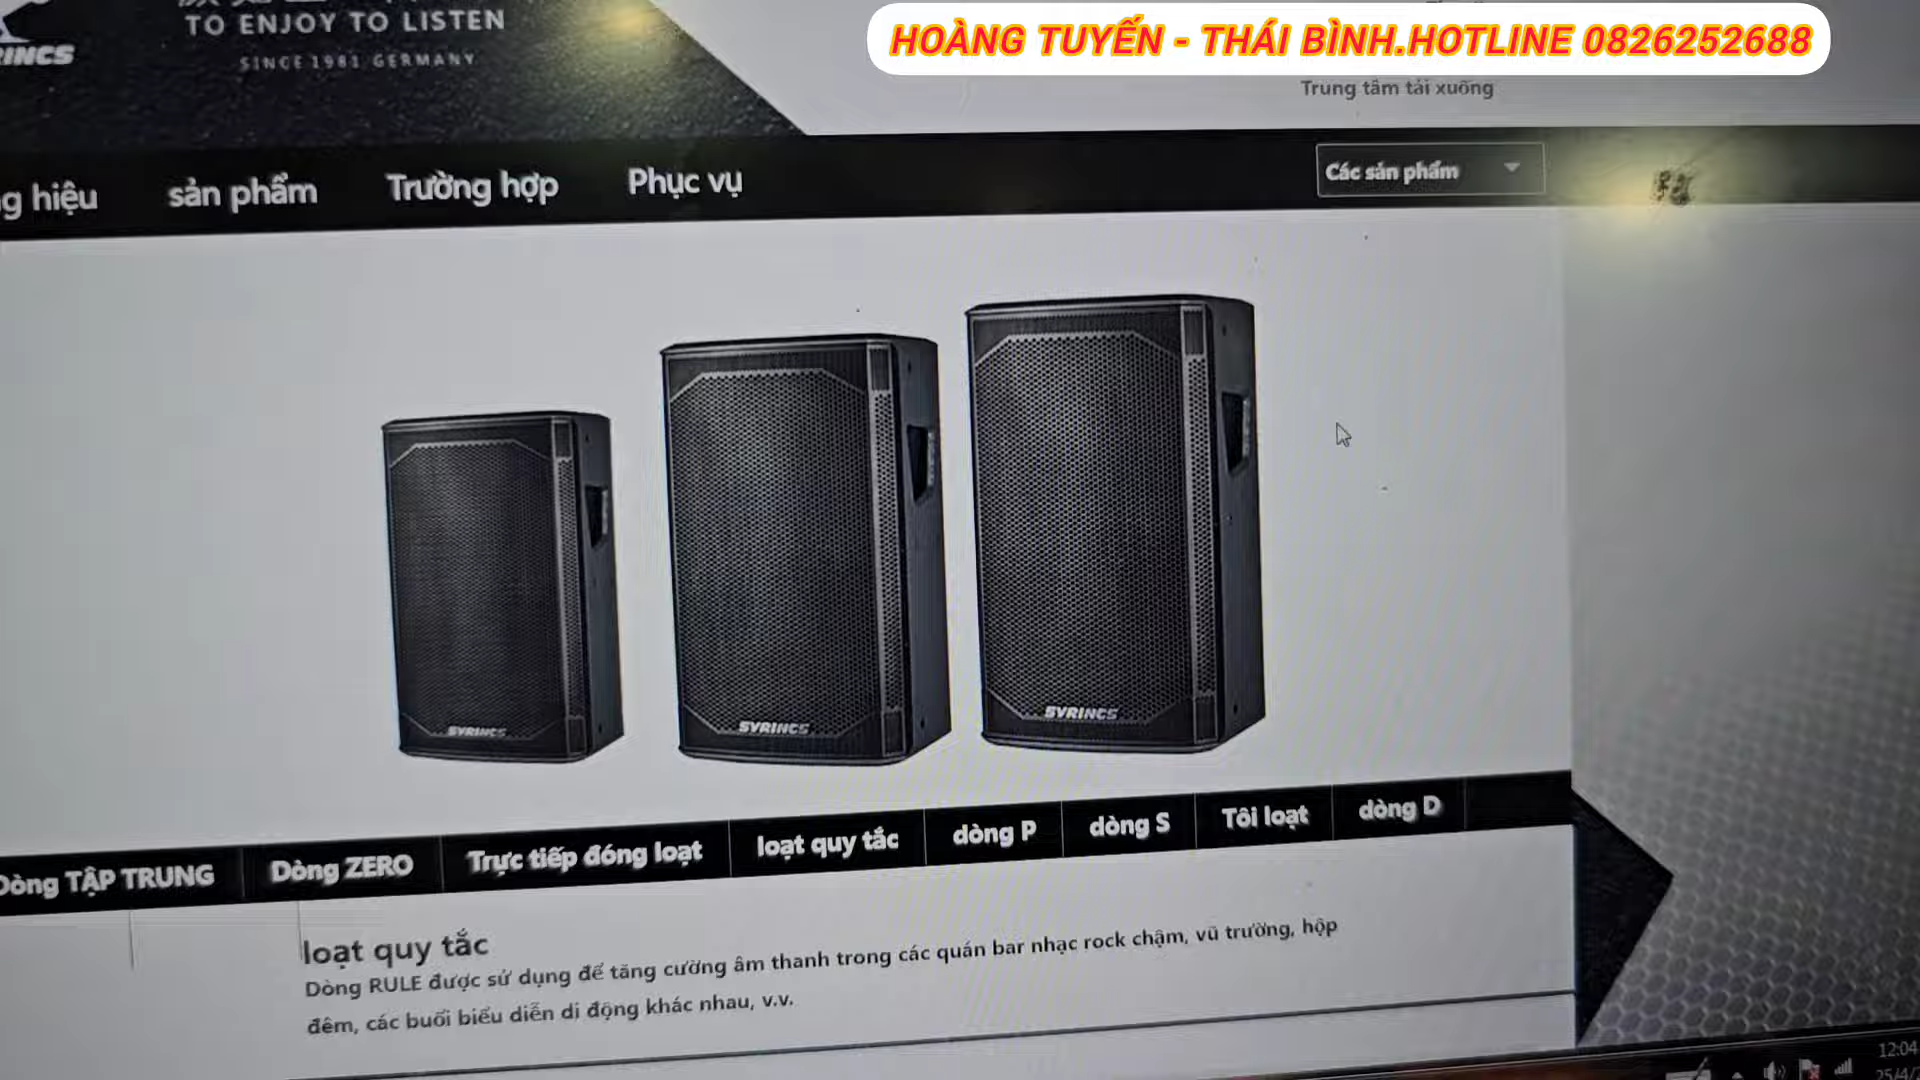 TO ENJOY TO LISTEN
SINCE 1981 GERMANY
HOÀNG TUYẾN - THÁI BÌNH.HOTLINE 0826252688
Trung tâm tải xuống
hiệu
sản phẩm
Trường hợp
Phục vụ
Các sản phẩm
SYRINCS
SYRINCS
SYRINCS
Dòng TẬP TRUNG
Dòng ZERO
Trực tiếp đóng loạt
loạt quy tắc
dòng P
dòng S
Tôi loạt
dòng D
loạt quy tắc
Dòng RULE được sử dụng để tăng cường âm thanh trong các quán bar nhạc rock chậm, vũ trường, hộp
đêm, các buổi biểu diễn di động khác nhau, v.v.
12:04